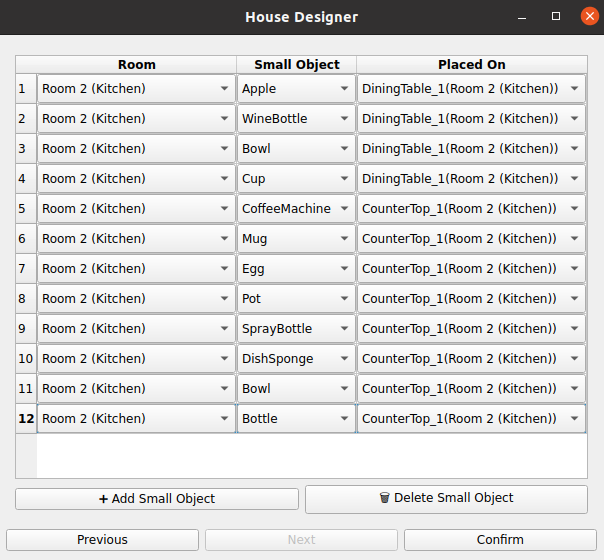 House Designer
Room Small Object Placed On
1 Room 2 (Kitchen) Apple DiningTable_1(Room 2 (Kitchen))
2 Room 2 (Kitchen) WineBottle DiningTable_1(Room 2 (Kitchen))
3 Room 2 (Kitchen) Bowl DiningTable_1(Room 2 (Kitchen))
4 Room 2 (Kitchen) Cup DiningTable_1(Room 2 (Kitchen))
5 Room 2 (Kitchen) CoffeeMachine CounterTop_1(Room 2 (Kitchen))
6 Room 2 (Kitchen) Mug CounterTop_1(Room 2 (Kitchen))
7 Room 2 (Kitchen) Egg CounterTop_1(Room 2 (Kitchen))
8 Room 2 (Kitchen) Pot CounterTop_1(Room 2 (Kitchen))
9 Room 2 (Kitchen) SprayBottle CounterTop_1(Room 2 (Kitchen))
10 Room 2 (Kitchen) DishSponge CounterTop_1(Room 2 (Kitchen))
11 Room 2 (Kitchen) Bowl CounterTop_1(Room 2 (Kitchen))
12 Room 2 (Kitchen) Bottle CounterTop_1(Room 2 (Kitchen))
+ Add Small Object Delete Small Object
Previous Next Confirm